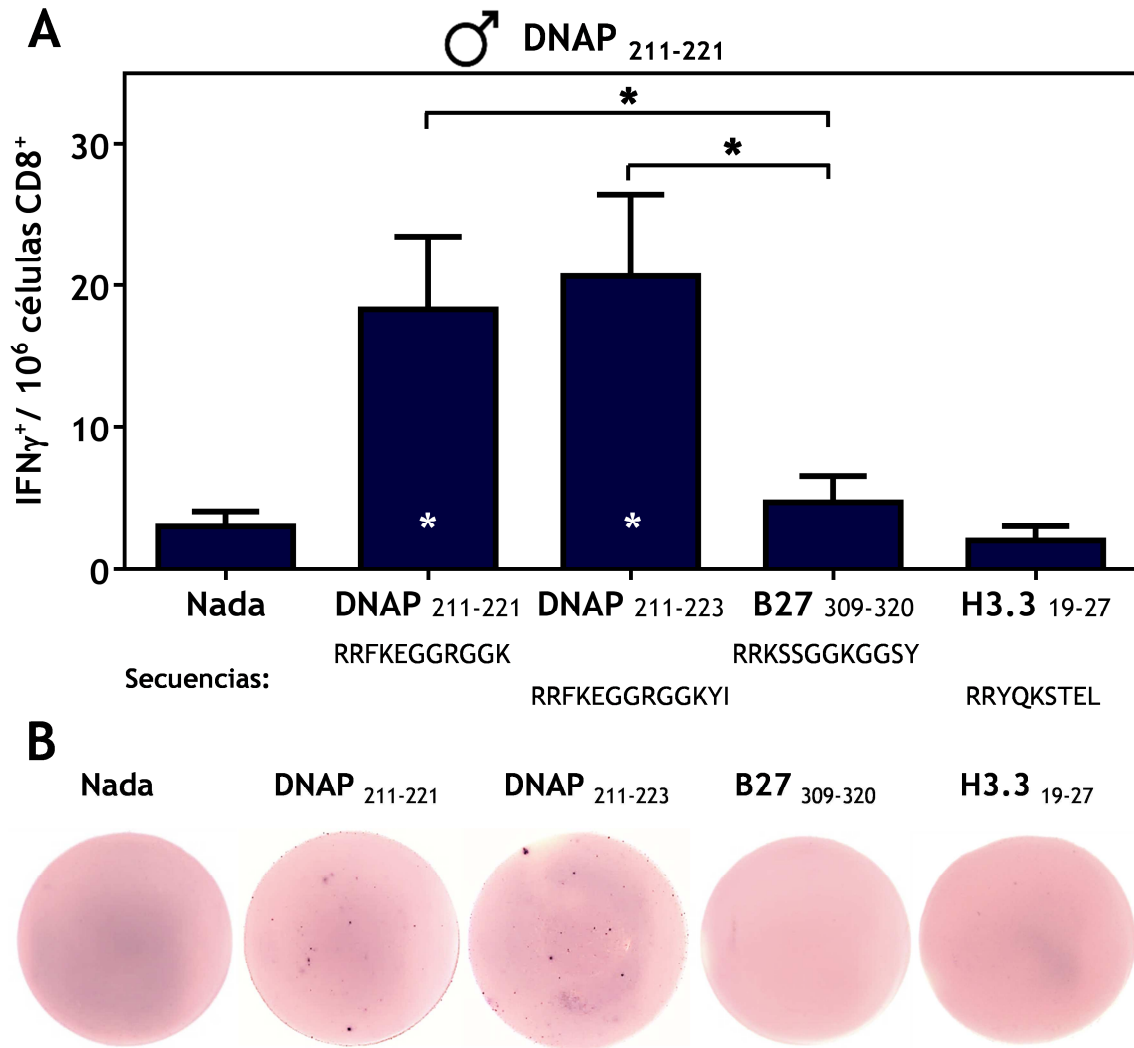 A
♂ DNAP 211-221
*
*
IFNγ+/ 10⁶ células CD8+
30
20
10
0
* *
Nada DNAP 211-221 DNAP 211-223 B27 309-320 H3.3 19-27
RRFKEGGRGGK RRKSSGGKGGSY
Secuencias:
RRFKEGGRGGKYI RRYQKSTEL
B
Nada DNAP 211-221 DNAP 211-223 B27 309-320 H3.3 19-27